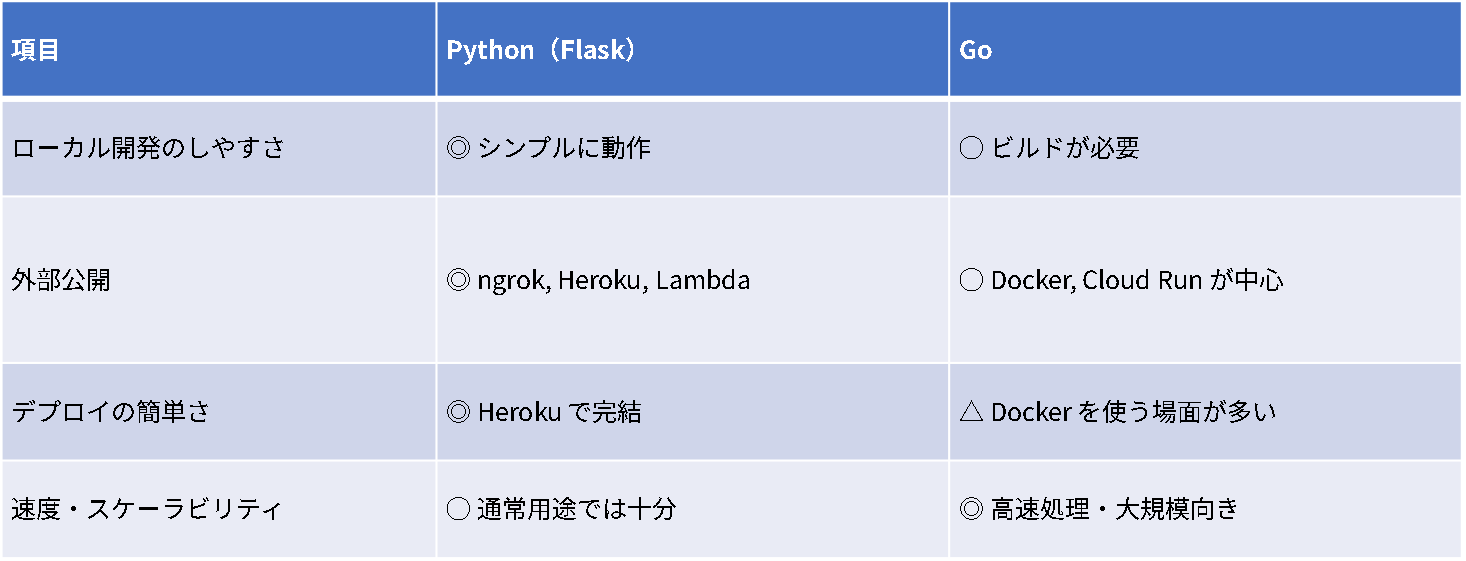 項目 Python（Flask） Go
ローカル開発のしやすさ ◎ シンプルに動作 ○ ビルドが必要
外部公開 ◎ ngrok, Heroku, Lambda ○ Docker, Cloud Run が中心
デプロイの簡単さ ◎ Heroku で完結 △ Docker を使う場面が多い
速度・スケーラビリティ ○ 通常用途では十分 ◎ 高速処理・大規模向き